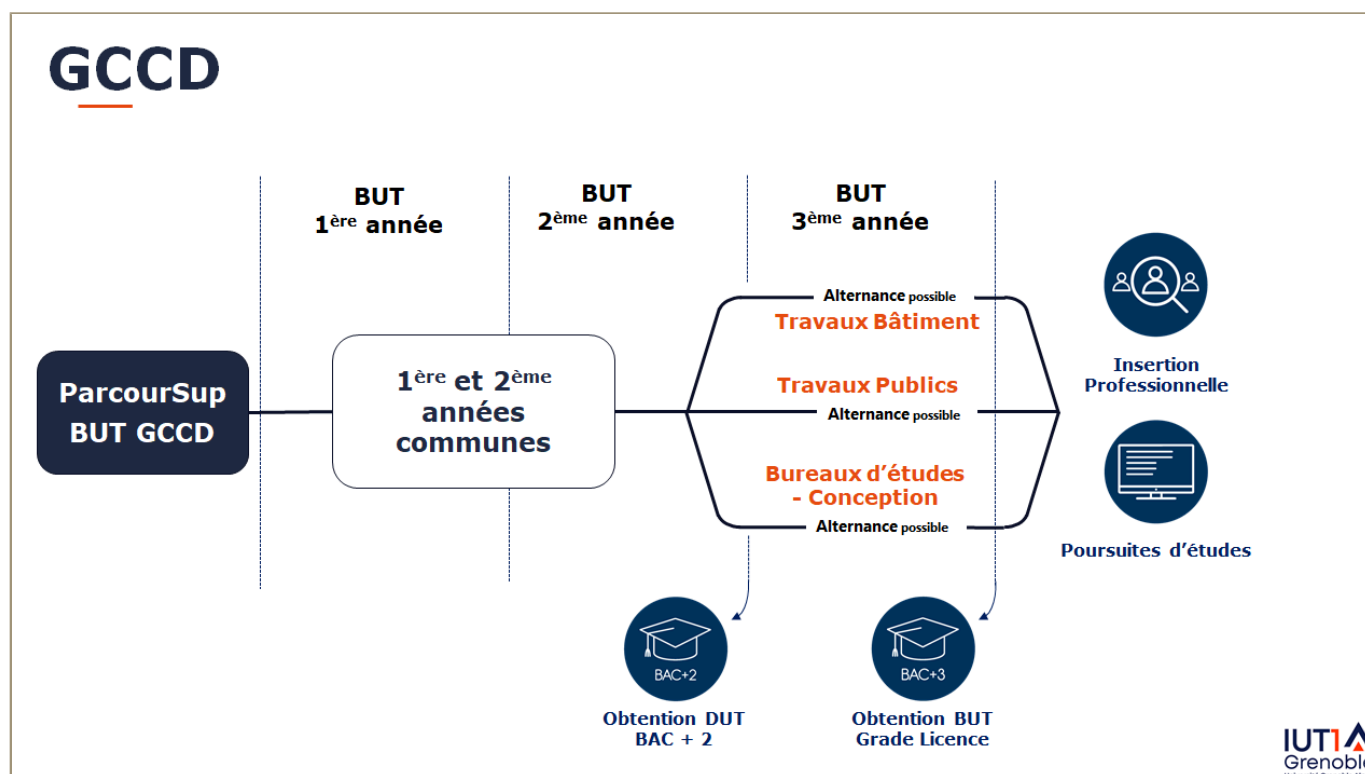 GCCD
BUT
1ère année
BUT
2ème année
BUT
3ème année
ParcourSup
BUT GCCD
1ère et 2ème
années
communes
Alternance possible
Travaux Bâtiment
Travaux Publics
Alternance possible
Bureaux d'études
- Conception
Alternance possible
Insertion
Professionnelle
Poursuites d'études
BAC+2
Obtention DUT
BAC + 2
BAC+3
Obtention BUT
Grade Licence
IUT1
Grenoble